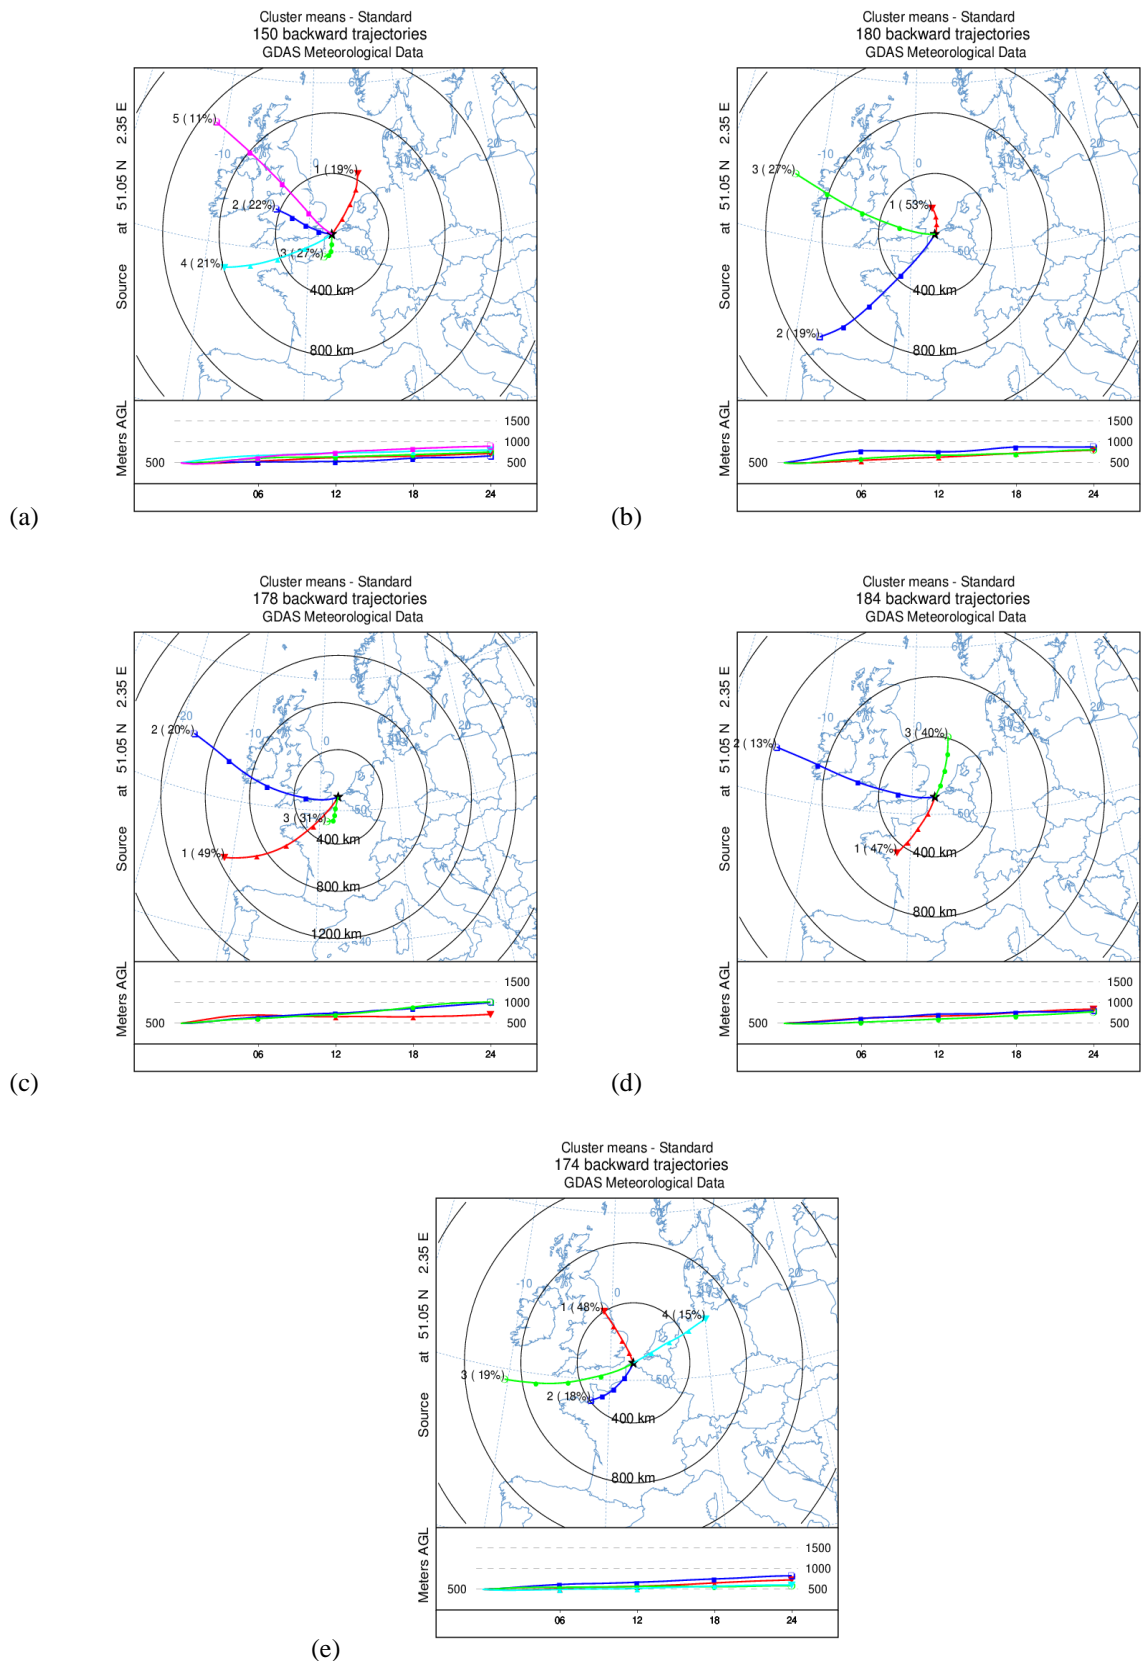 Cluster means - Standard
150 backward trajectories
GDAS Meteorological Data
Source at 51.05 N 2.35 E
5 ( 11%)
1 ( 19%)
2 ( 22%)
3 ( 27%)
4 ( 21%)
-10
0
20
50
400 km
800 km
Meters AGL
1500
1000
500
500
06
12
18
24
(a)
Cluster means - Standard
180 backward trajectories
GDAS Meteorological Data
Source at 51.05 N 2.35 E
3 ( 27%)
1 ( 53%)
2 ( 19%)
-10
0
20
50
400 km
800 km
Meters AGL
1500
1000
500
500
06
12
18
24
(b)
Cluster means - Standard
178 backward trajectories
GDAS Meteorological Data
Source at 51.05 N 2.35 E
2 ( 20%)
3 ( 31%)
1 ( 49%)
-20
-10
0
20
50
400 km
800 km
1200 km
40
Meters AGL
1500
1000
500
500
06
12
18
24
(c)
Cluster means - Standard
184 backward trajectories
GDAS Meteorological Data
Source at 51.05 N 2.35 E
2 ( 13%)
3 ( 40%)
1 ( 47%)
-10
0
20
50
400 km
800 km
Meters AGL
1500
1000
500
500
06
12
18
24
(d)
Cluster means - Standard
174 backward trajectories
GDAS Meteorological Data
Source at 51.05 N 2.35 E
1 ( 48%)
4 ( 15%)
3 ( 19%)
2 ( 18%)
-10
0
20
50
400 km
800 km
Meters AGL
1500
1000
500
500
06
12
18
24
(e)